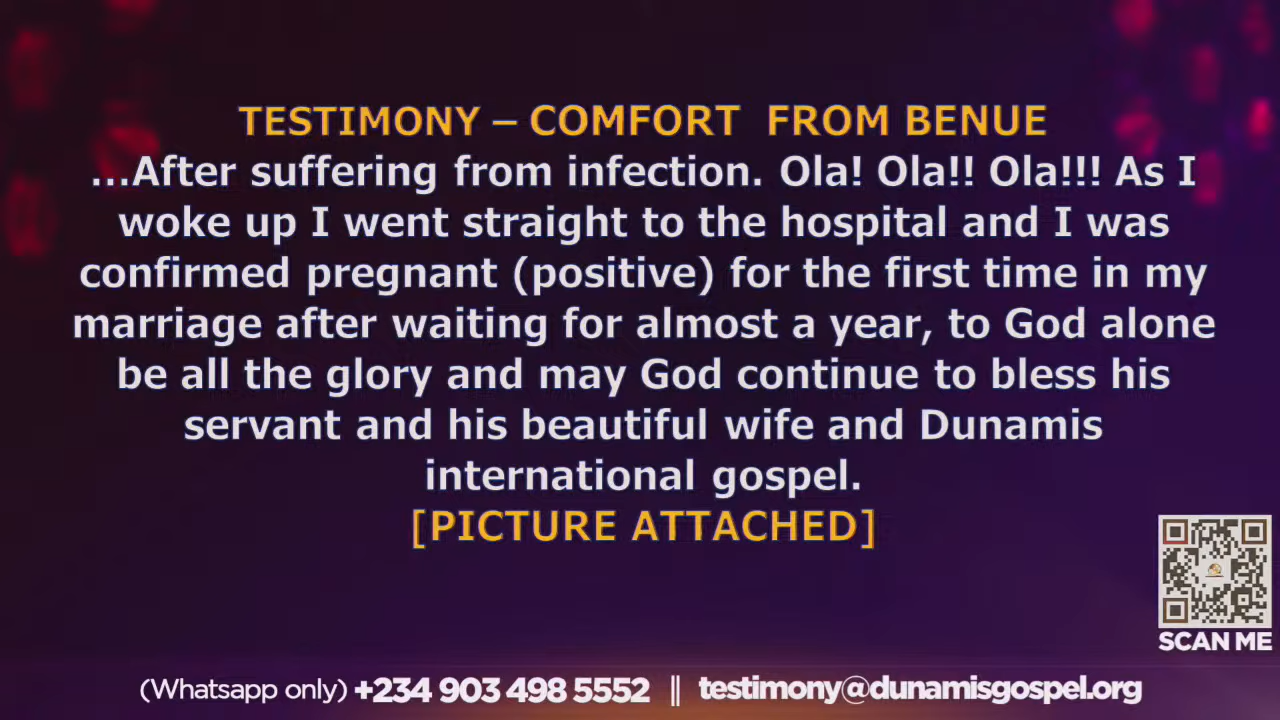 TESTIMONY – COMFORT FROM BENUE
...After suffering from infection. Ola! Ola!! Ola!!! As I
woke up I went straight to the hospital and I was
confirmed pregnant (positive) for the first time in my
marriage after waiting for almost a year, to God alone
be all the glory and may God continue to bless his
servant and his beautiful wife and Dunamis
international gospel.
[PICTURE ATTACHED]
SCAN ME
(Whatsapp only) +234 903 498 5552 || testimony@dunamisgospel.org